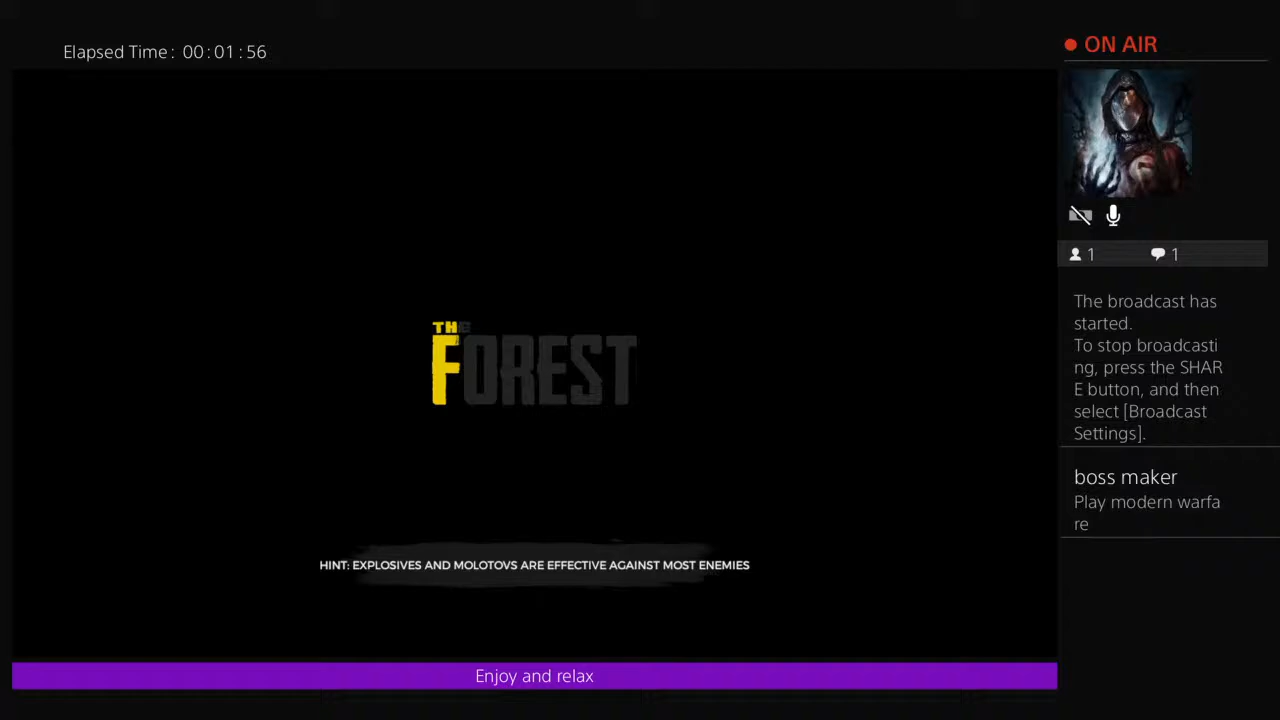 Elapsed Time: 00:01:56
ON AIR
1
1
THE
FOREST
HINT: EXPLOSIVES AND MOLOTOVS ARE EFFECTIVE AGAINST MOST ENEMIES
Enjoy and relax
The broadcast has
started.
To stop broadcasti
ng, press the SHAR
E button, and then
select [Broadcast
Settings].
boss maker
Play modern warfa
re